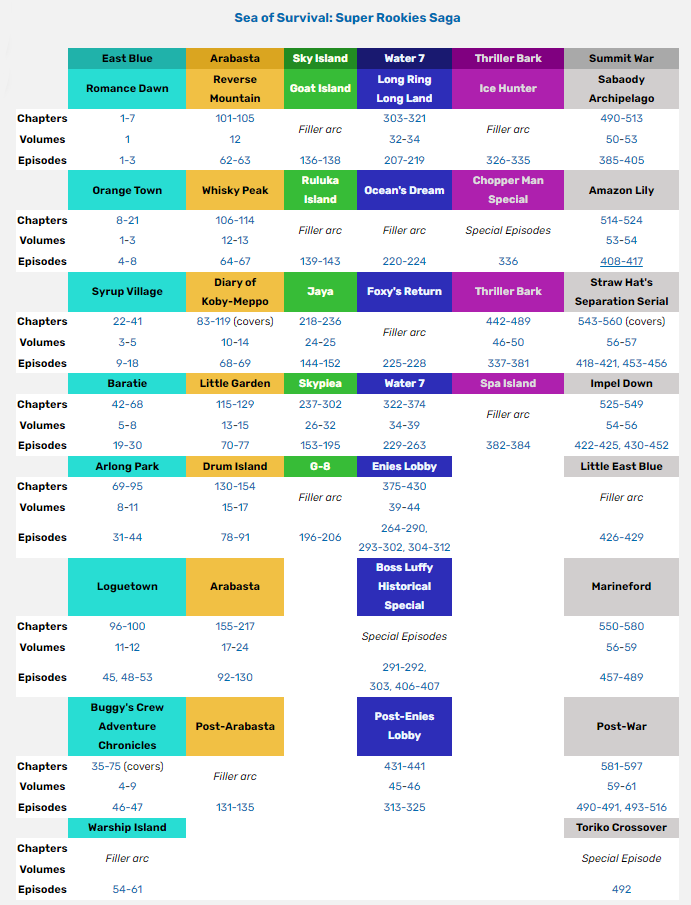 Sea of Survival: Super Rookies Saga
East Blue Arabasta Sky Island Water 7 Thriller Bark Summit War
Romance Dawn Reverse Mountain Goat Island Long Ring Long Land Ice Hunter Sabaody Archipelago
Chapters 1-7 101-105 Filler arc 303-321 Filler arc 490-513
Volumes 1 12 32-34 50-53
Episodes 1-3 62-63 136-138 207-219 326-335 385-405
Orange Town Whisky Peak Ruluka Island Ocean's Dream Chopper Man Special Amazon Lily
Chapters 8-21 106-114 Filler arc Filler arc Special Episodes 514-524
Volumes 1-3 12-13 53-54
Episodes 4-8 64-67 139-143 220-224 336 408-417
Syrup Village Diary of Koby-Meppo Jaya Foxy's Return Thriller Bark Straw Hat's Separation Serial
Chapters 22-41 83-119 (covers) 218-236 Filler arc 442-489 543-560 (covers)
Volumes 3-5 10-14 24-25 46-50 56-57
Episodes 9-18 68-69 144-152 225-228 337-381 418-421, 453-456
Baratie Little Garden Skypiea Water 7 Spa Island Impel Down
Chapters 42-68 115-129 237-302 322-374 Filler arc 525-549
Volumes 5-8 13-15 26-32 34-39 54-56
Episodes 19-30 70-77 153-195 229-263 382-384 422-425, 430-452
Arlong Park Drum Island G-8 Enies Lobby Little East Blue
Chapters 69-95 130-154 Filler arc 375-430 Filler arc
Volumes 8-11 15-17 39-44
Episodes 31-44 78-91 196-206 264-290, 293-302, 304-312 426-429
Loguetown Arabasta Boss Luffy Historical Special Marineford
Chapters 96-100 155-217 Special Episodes 550-580
Volumes 11-12 17-24 56-59
Episodes 45, 48-53 92-130 291-292, 303, 406-407 457-489
Buggy's Crew Adventure Chronicles Post-Arabasta Post-Enies Lobby Post-War
Chapters 35-75 (covers) Filler arc 431-441 581-597
Volumes 4-9 45-46 59-61
Episodes 46-47 131-135 313-325 490-491, 493-516
Warship Island Toriko Crossover
Chapters Filler arc Special Episode
Volumes
Episodes 54-61 492